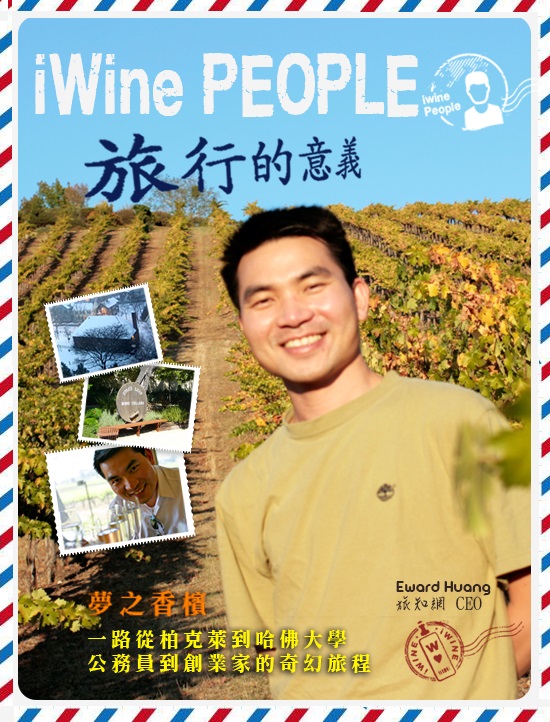 iWine PEOPLE
iwine
People
旅行的意義
Eward Huang
旅知網 CEO
夢之香檳
一路從柏克萊到哈佛大學
公務員到創業家的奇幻旅程
IWINE
IWINE
W